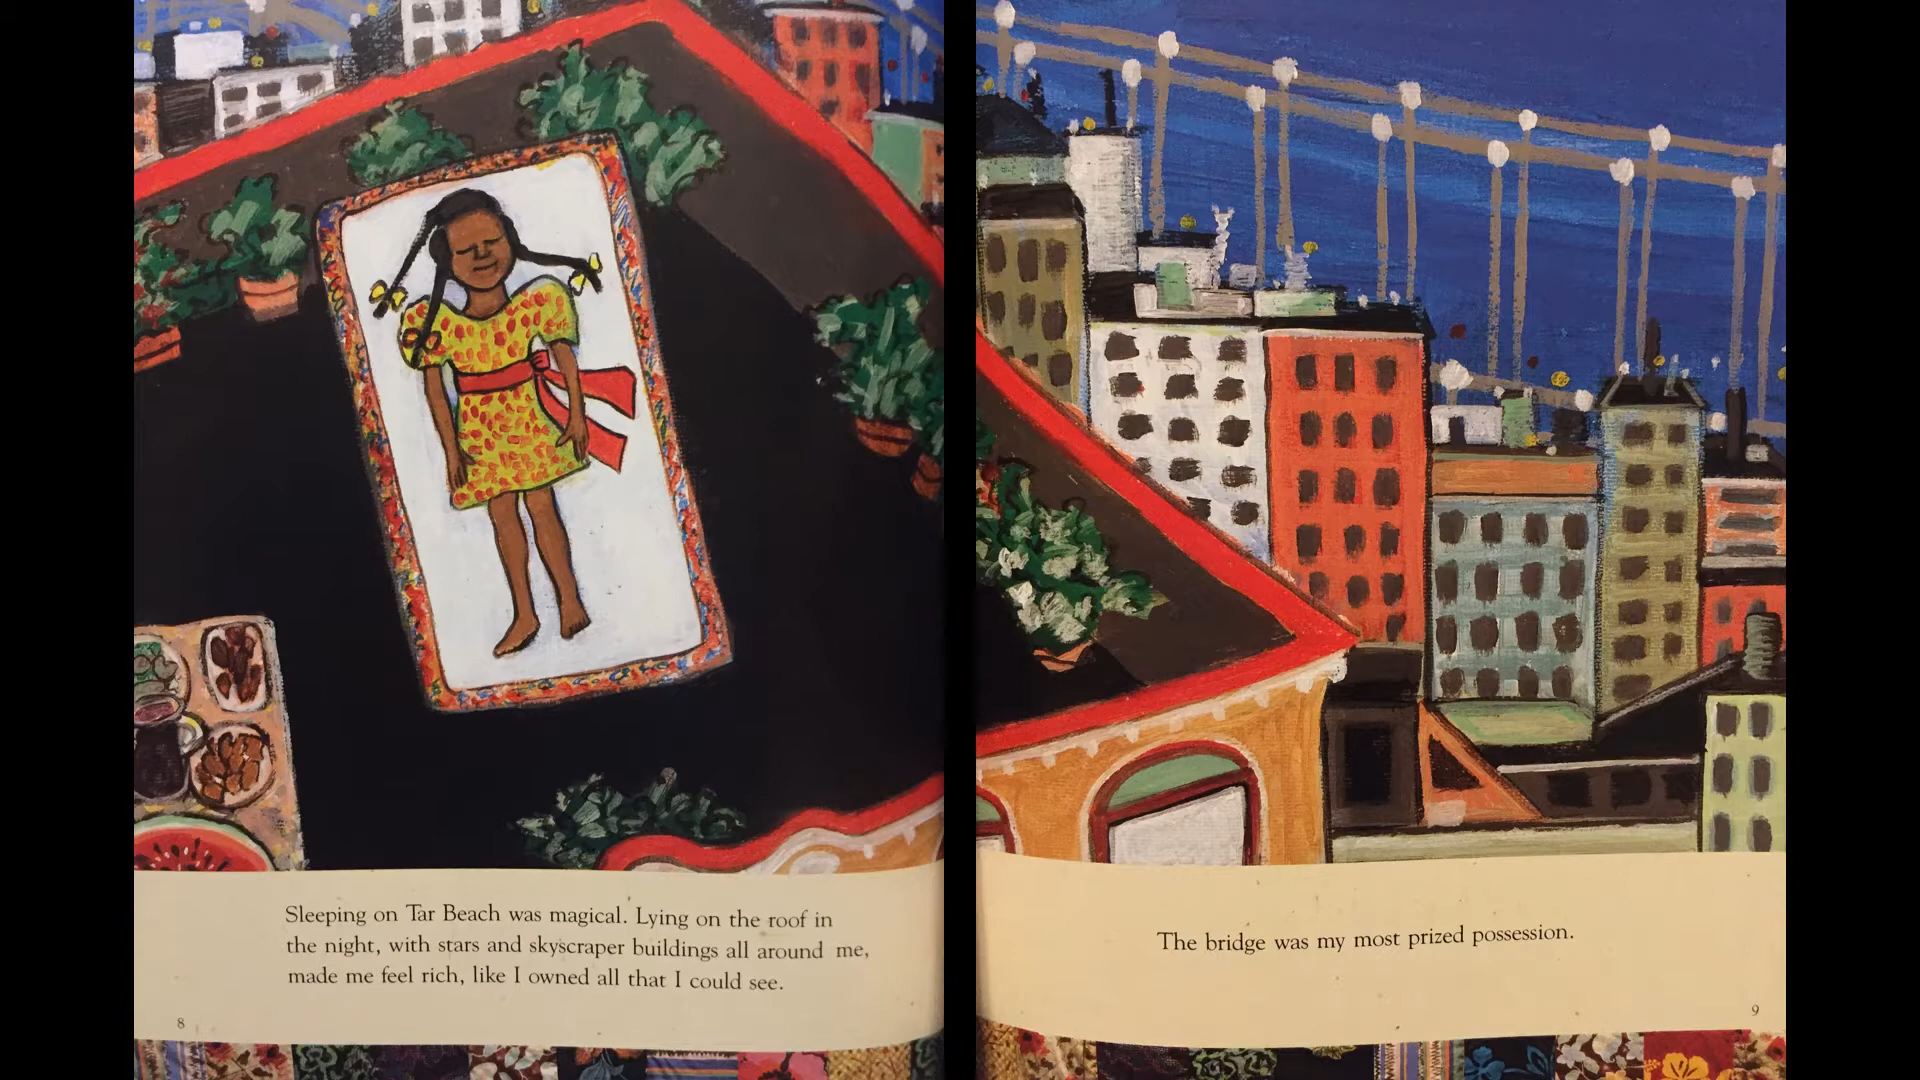 Sleeping on Tar Beach was magical. Lying on the roof in
the night, with stars and skyscraper buildings all around me,
made me feel rich, like I owned all that I could see.
8
The bridge was my most prized possession.
9